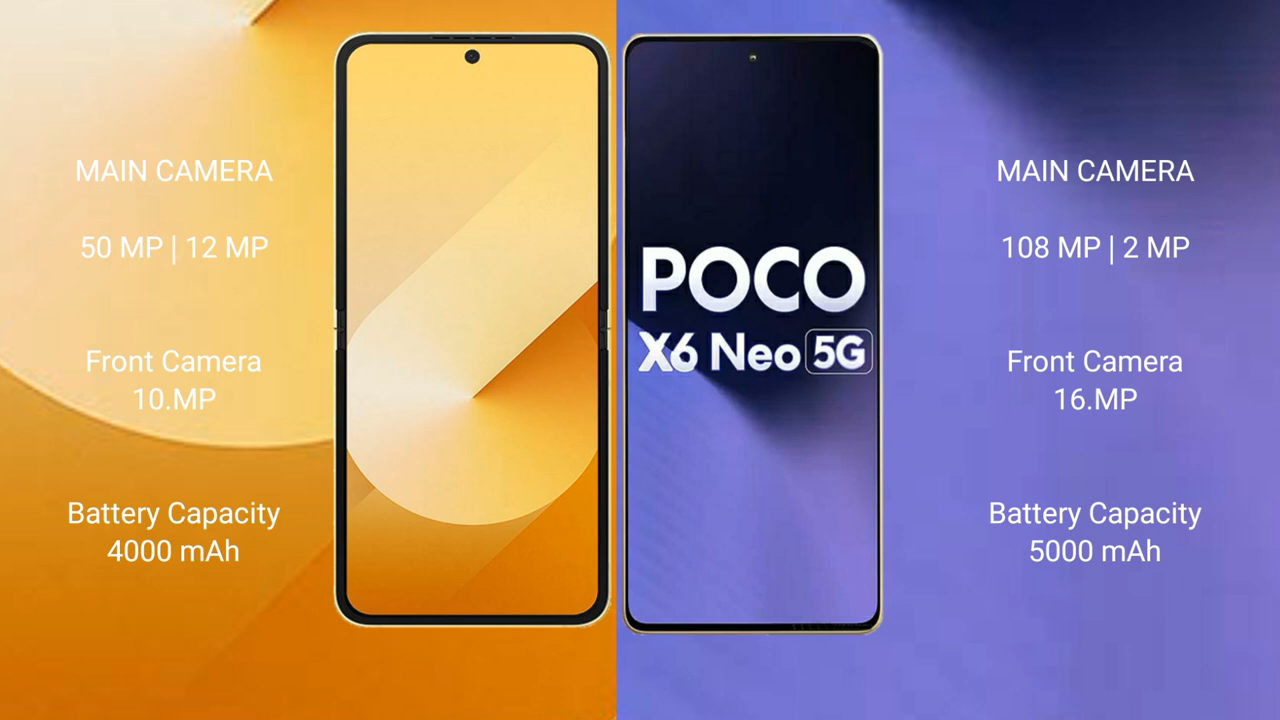 MAIN CAMERA
50 MP | 12 MP
Front Camera
10.MP
Battery Capacity
4000 mAh
POCO
X6 Neo 5G
MAIN CAMERA
108 MP | 2 MP
Front Camera
16.MP
Battery Capacity
5000 mAh